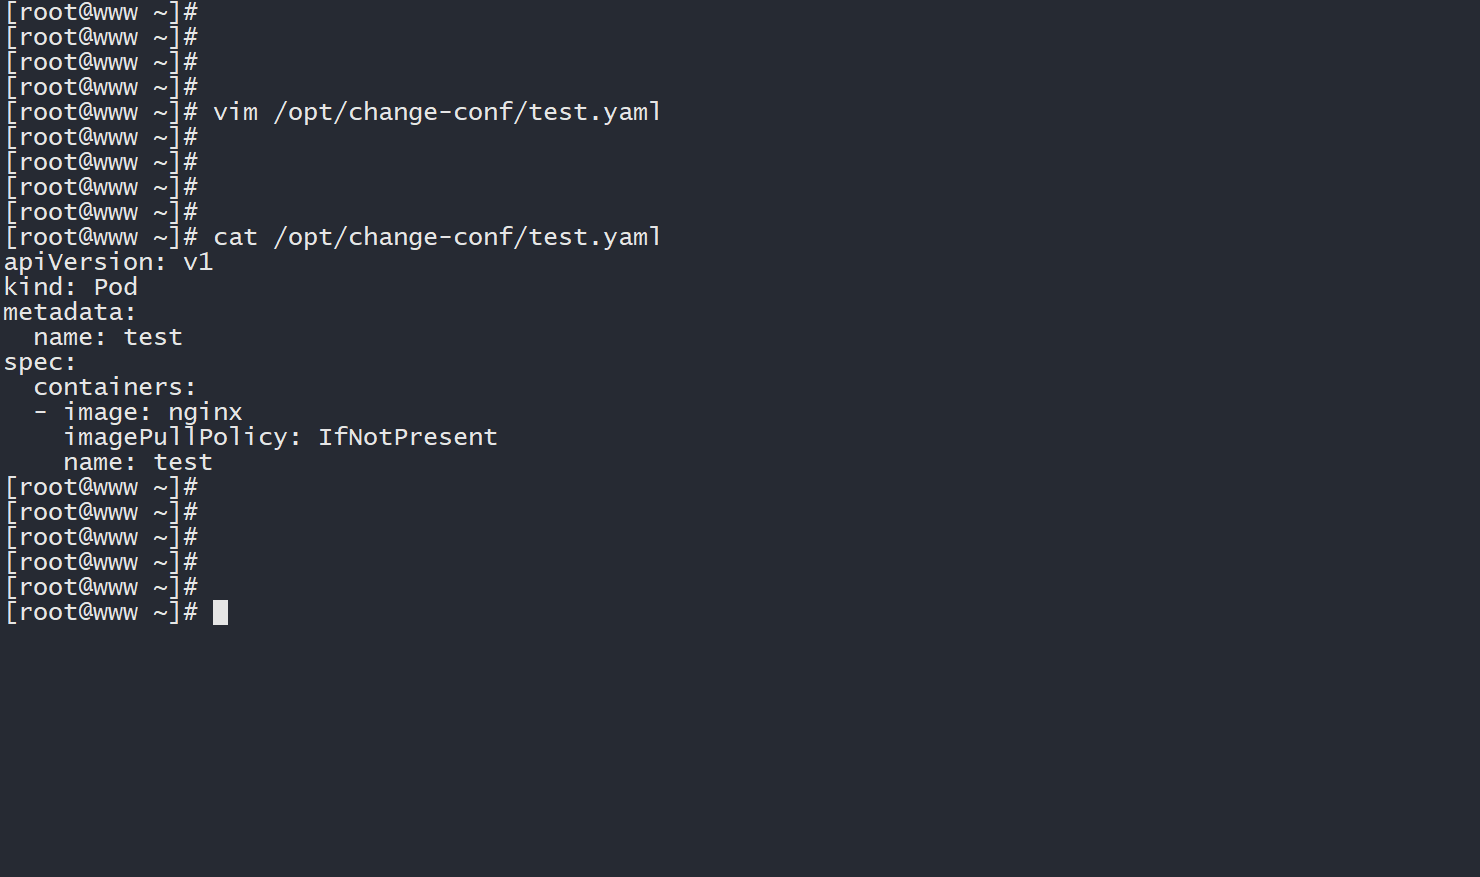 [root@www ~]#
[root@www ~]#
[root@www ~]#
[root@www ~]#
[root@www ~]# vim /opt/change-conf/test.yaml
[root@www ~]#
[root@www ~]#
[root@www ~]#
[root@www ~]#
[root@www ~]# cat /opt/change-conf/test.yaml
apiVersion: v1
kind: Pod
metadata:
  name: test
spec:
  containers:
  - image: nginx
    imagePullPolicy: IfNotPresent
    name: test
[root@www ~]#
[root@www ~]#
[root@www ~]#
[root@www ~]#
[root@www ~]#
[root@www ~]#